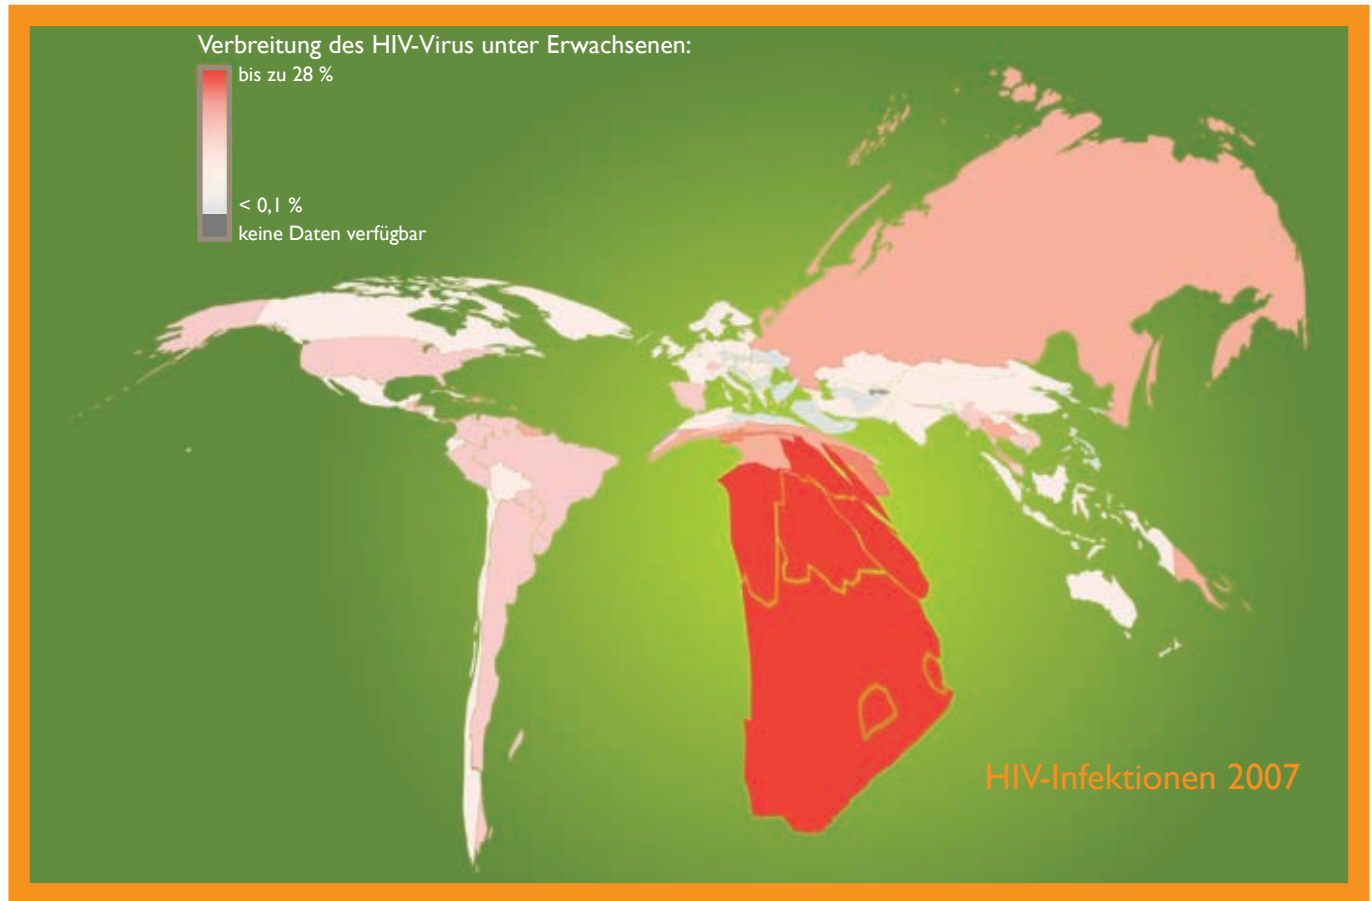 Verbreitung des HIV-Virus unter Erwachsenen:
bis zu 28 %
< 0,1 %
keine Daten verfügbar
HIV-Infektionen 2007